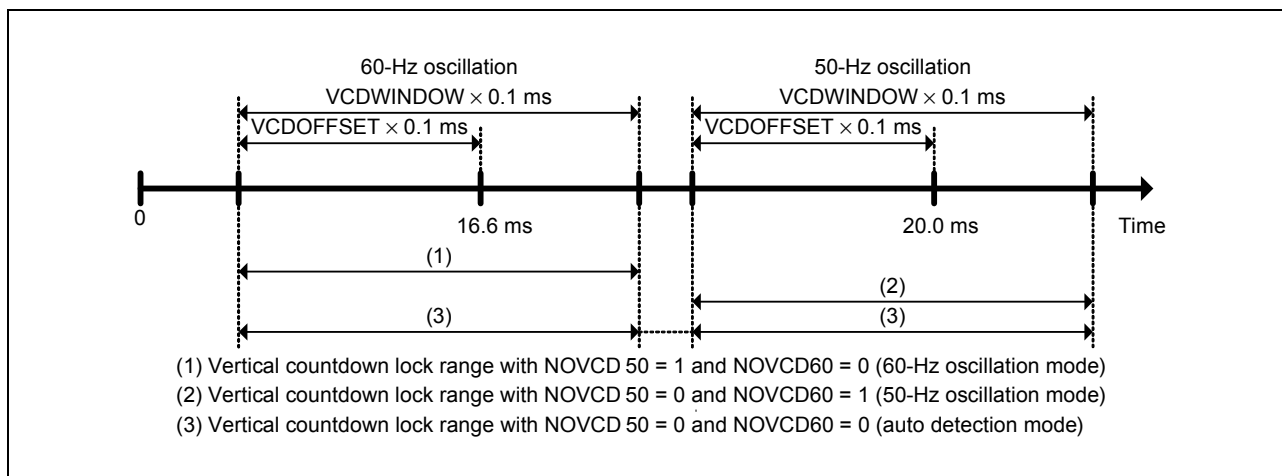 60-Hz oscillation
VCDWINDOW × 0.1 ms
VCDOFFSET × 0.1 ms
50-Hz oscillation
VCDWINDOW × 0.1 ms
VCDOFFSET × 0.1 ms
0
16.6 ms
20.0 ms
Time
(1)
(2)
(3)
(3)
(1) Vertical countdown lock range with NOVCD 50 = 1 and NOVCD60 = 0 (60-Hz oscillation mode)
(2) Vertical countdown lock range with NOVCD 50 = 0 and NOVCD60 = 1 (50-Hz oscillation mode)
(3) Vertical countdown lock range with NOVCD 50 = 0 and NOVCD60 = 0 (auto detection mode)